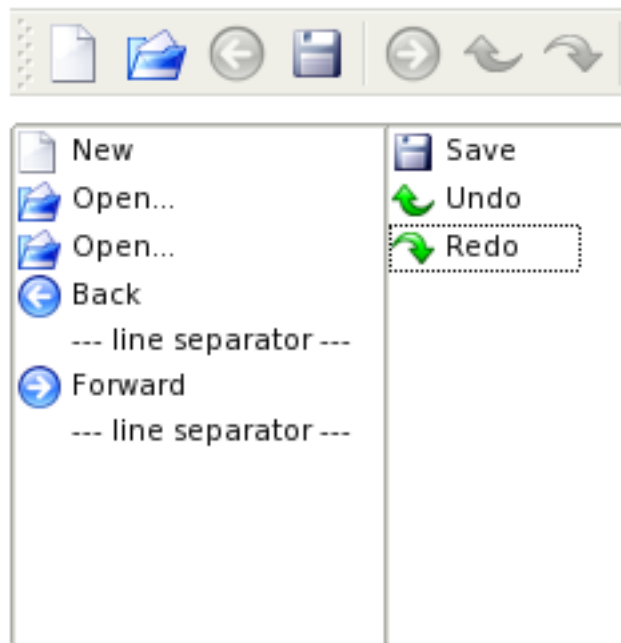 New
Open...
Open...
Back
--- line separator ---
Forward
--- line separator ---
Save
Undo
Redo